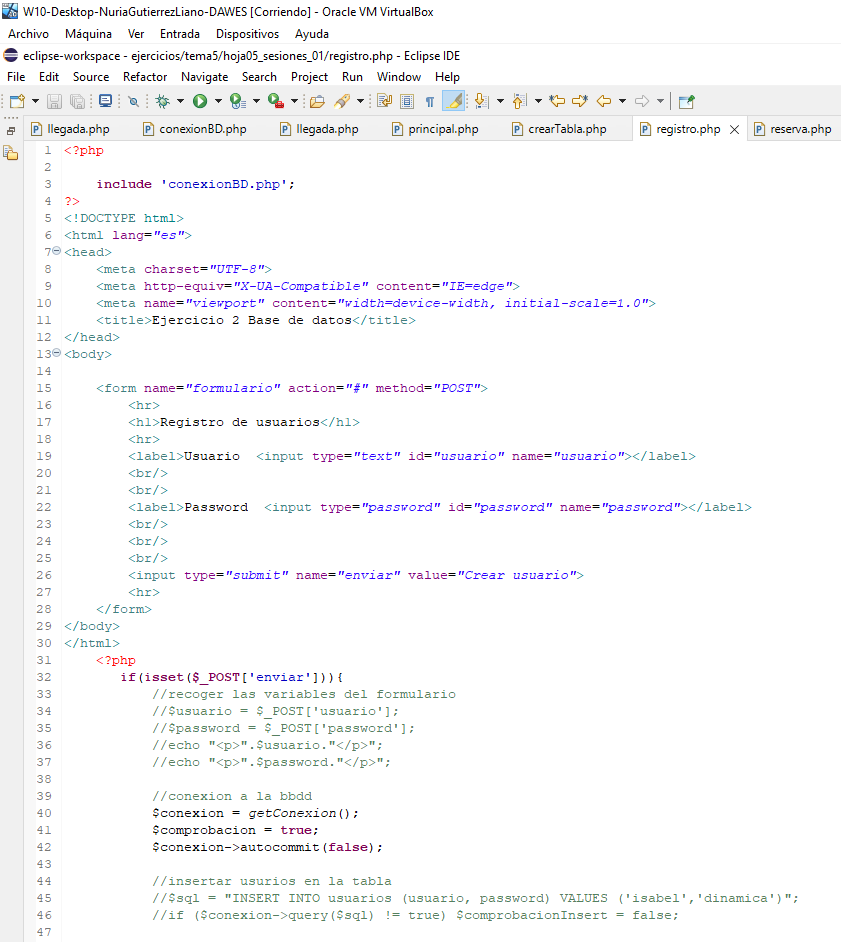 W10-Desktop-NuriaGutierrezLiano-DAWES [Corriendo] - Oracle VM VirtualBox
Archivo Máquina Ver Entrada Dispositivos Ayuda
eclipse-workspace - ejercicios/tema5/hoja05_sesiones_01/registro.php - Eclipse IDE
File Edit Source Refactor Navigate Search Project Run Window Help
llegada.php conexionBD.php llegada.php principal.php crearTabla.php registro.php reserva.php
1 <?php
2
3     include 'conexionBD.php';
4 ?>
5 <!DOCTYPE html>
6 <html lang="es">
7 <head>
8     <meta charset="UTF-8">
9     <meta http-equiv="X-UA-Compatible" content="IE=edge">
10     <meta name="viewport" content="width=device-width, initial-scale=1.0">
11     <title>Ejercicio 2 Base de datos</title>
12 </head>
13 <body>
14
15     <form name="formulario" action="#" method="POST">
16         <hr>
17         <h1>Registro de usuarios</h1>
18         <hr>
19         <label>Usuario  <input type="text" id="usuario" name="usuario"></label>
20         <br/>
21         <br/>
22         <label>Password  <input type="password" id="password" name="password"></label>
23         <br/>
24         <br/>
25         <br/>
26         <input type="submit" name="enviar" value="Crear usuario">
27         <hr>
28     </form>
29 </body>
30 </html>
31     <?php
32        if(isset($_POST['enviar'])){
33            //recoger las variables del formulario
34            //$usuario = $_POST['usuario'];
35            //$password = $_POST['password'];
36            //echo "<p>".$usuario."</p>";
37            //echo "<p>".$password."</p>";
38
39            //conexion a la bbdd
40            $conexion = getConexion();
41            $comprobacion = true;
42            $conexion->autocommit(false);
43
44            //insertar usurios en la tabla
45            //$sql = "INSERT INTO usuarios (usuario, password) VALUES ('isabel','dinamica')";
46            //if ($conexion->query($sql) != true) $comprobacionInsert = false;
47